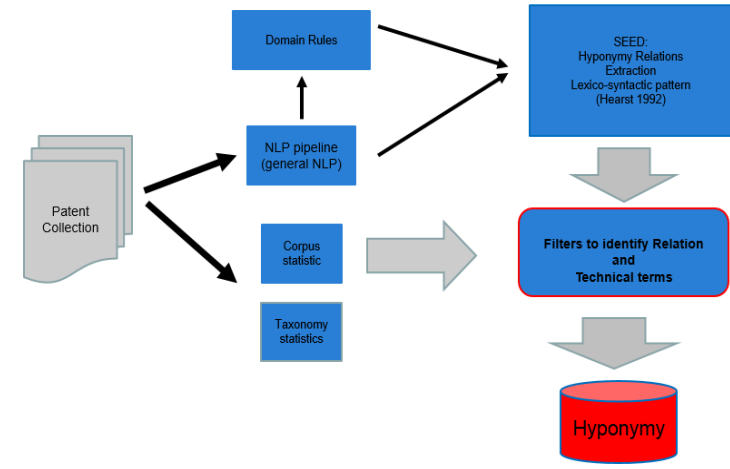 Domain Rules
SEED:
Hyponymy Relations
Extraction
Lexico-syntactic pattern
(Hearst 1992)
NLP pipeline
(general NLP)
Patent
Collection
Corpus
statistic
Filters to identify Relation
and
Technical terms
Taxonomy
statistics
Hyponymy